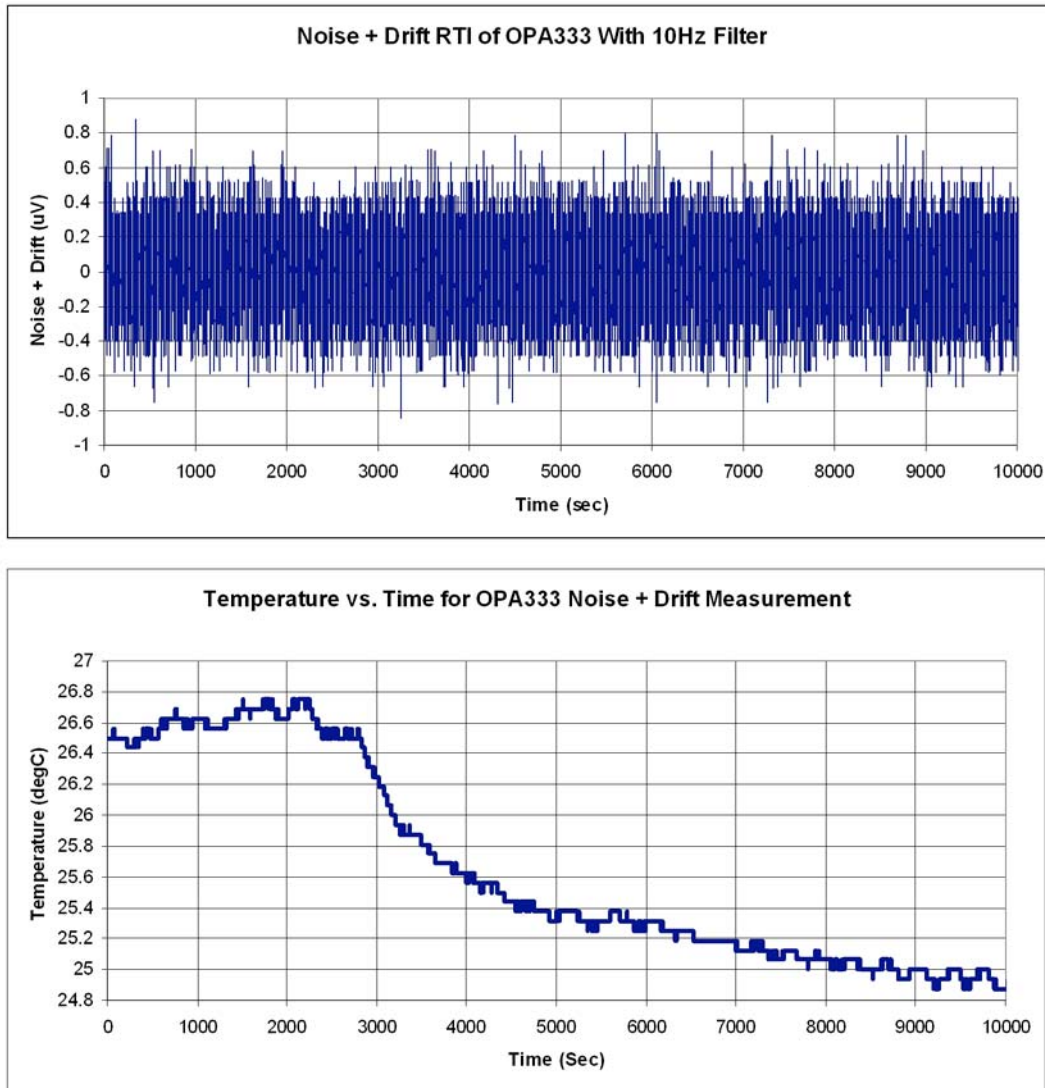 Noise + Drift RTI of OPA333 With 10Hz Filter
1
0.8
0.6
0.4
0.2
0
-0.2
-0.4
-0.6
-0.8
-1
Noise + Drift (uV)
0 1000 2000 3000 4000 5000 6000 7000 8000 9000 10000
Time (sec)
Temperature vs. Time for OPA333 Noise + Drift Measurement
27
26.8
26.6
26.4
26.2
26
25.8
25.6
25.4
25.2
25
24.8
Temperature (degC)
0 1000 2000 3000 4000 5000 6000 7000 8000 9000 10000
Time (Sec)